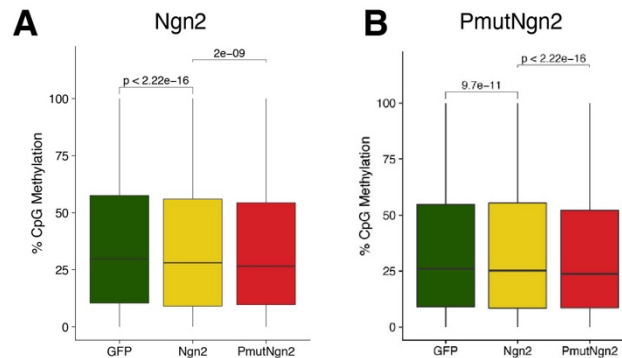 A
Ngn2
2e−09
p < 2.22e−16
100
75
50
25
0
% CpG Methylation
GFP
Ngn2
PmutNgn2
B
PmutNgn2
p < 2.22e−16
9.7e−11
100
75
50
25
0
% CpG Methylation
GFP
Ngn2
PmutNgn2